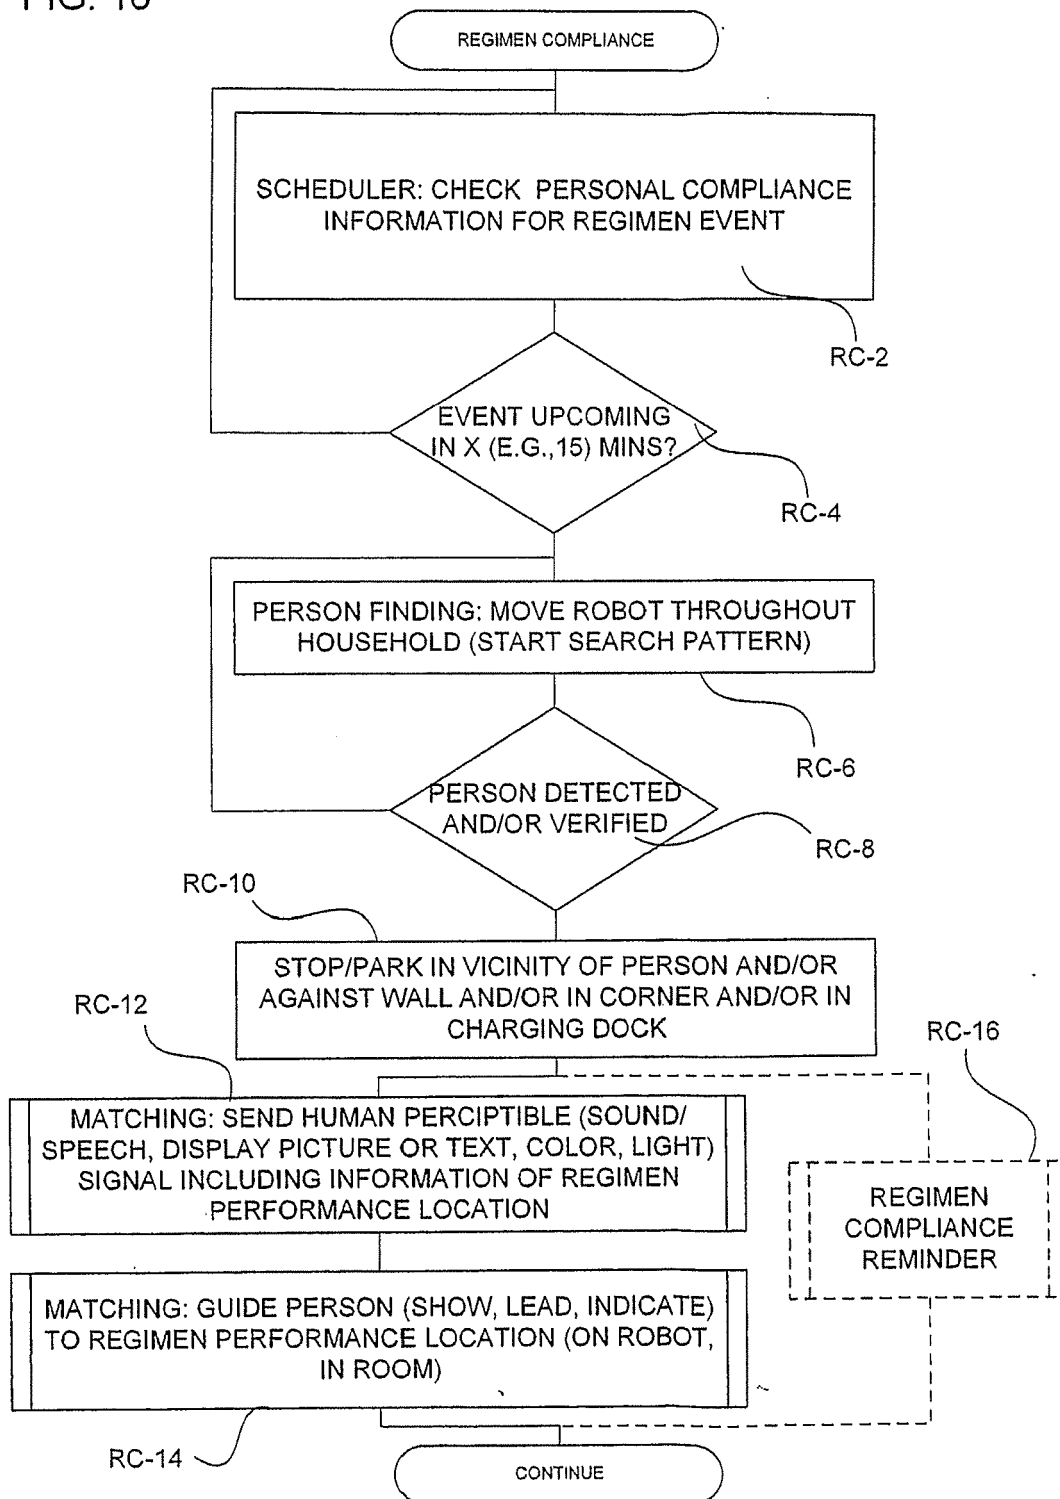 REGIMEN COMPLIANCE
SCHEDULER: CHECK PERSONAL COMPLIANCE
INFORMATION FOR REGIMEN EVENT
RC-2
EVENT UPCOMING
IN X (E.G.,15) MINS?
RC-4
PERSON FINDING: MOVE ROBOT THROUGHOUT
HOUSEHOLD (START SEARCH PATTERN)
RC-6
PERSON DETECTED
AND/OR VERIFIED
RC-8
RC-10
STOP/PARK IN VICINITY OF PERSON AND/OR
AGAINST WALL AND/OR IN CORNER AND/OR IN
CHARGING DOCK
RC-12
RC-16
MATCHING: SEND HUMAN PERCIPTIBLE (SOUND/
SPEECH, DISPLAY PICTURE OR TEXT, COLOR, LIGHT)
SIGNAL INCLUDING INFORMATION OF REGIMEN
PERFORMANCE LOCATION
REGIMEN
COMPLIANCE
REMINDER
MATCHING: GUIDE PERSON (SHOW, LEAD, INDICATE)
TO REGIMEN PERFORMANCE LOCATION (ON ROBOT,
IN ROOM)
RC-14
CONTINUE